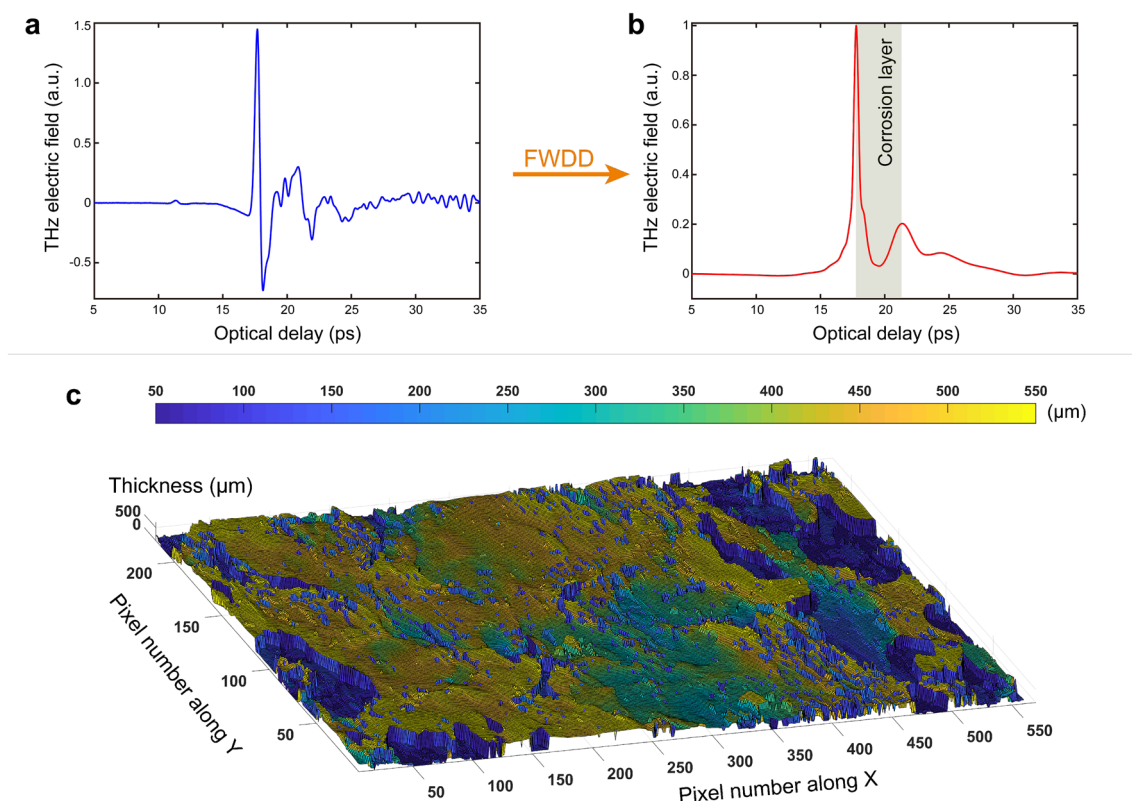 a
THz electric field (a.u.)
1.5
1.0
0.5
0
-0.5
5 10 15 20 25 30 35
Optical delay (ps)
FWDD
b
THz electric field (a.u.)
1
0.8
0.6
0.4
0.2
0
5 10 15 20 25 30 35
Optical delay (ps)
Corrosion layer
c
50 100 150 200 250 300 350 400 450 500 550
(μm)
Thickness (μm)
500
0
200
150
100
50
Pixel number along Y
50 100 150 200 250 300 350 400 450 500 550
Pixel number along X